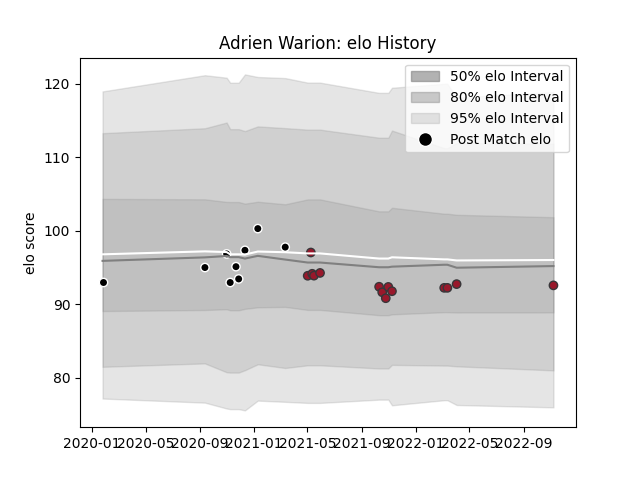 Adrien Warion: elo History
120
110
100
90
80
elo score
50% elo Interval
80% elo Interval
95% elo Interval
Post Match elo
2020-01
2020-05
2020-09
2021-01
2021-05
2021-09
2022-01
2022-05
2022-09